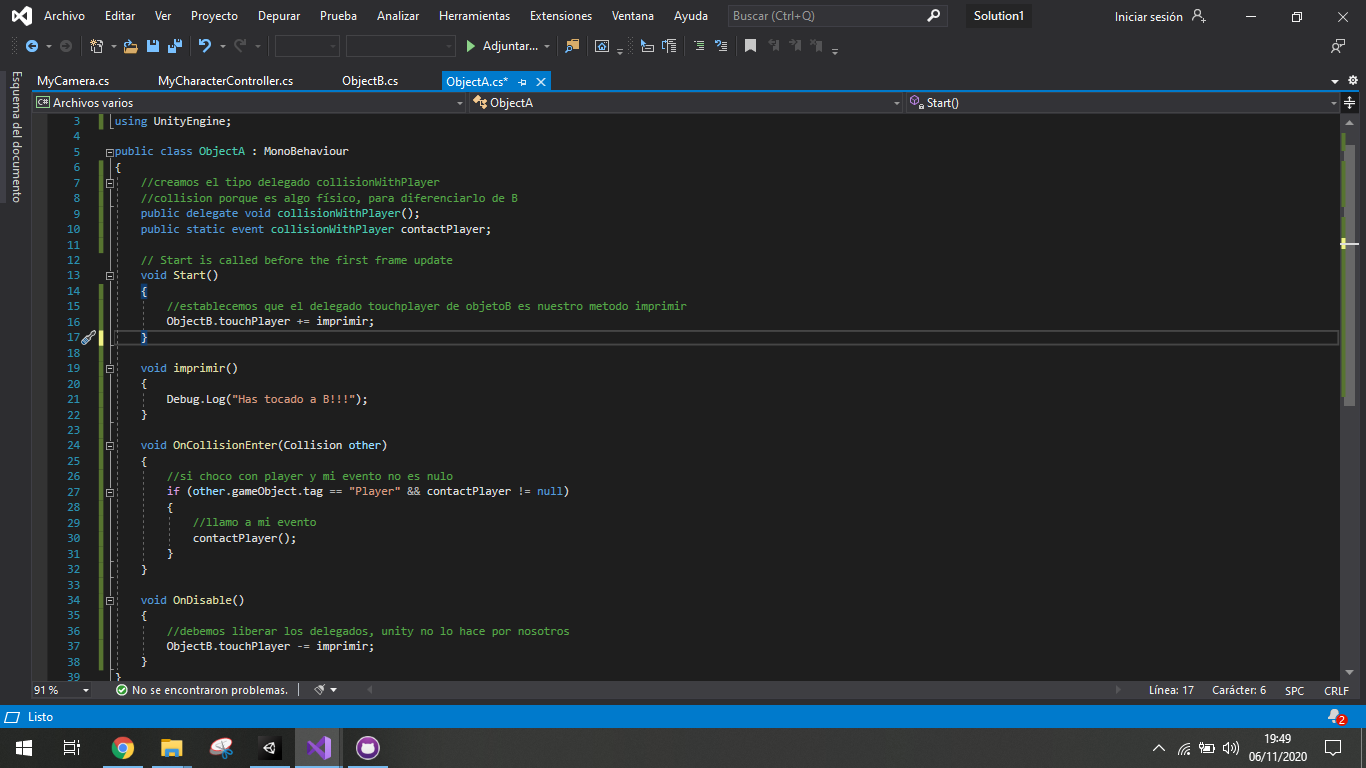 Archivo Editar Ver Proyecto Depurar Prueba Analizar Herramientas Extensiones Ventana Ayuda Buscar (Ctrl+Q) Solution1 Iniciar sesión
Adjuntar...
MyCamera.cs MyCharacterController.cs ObjectB.cs ObjectA.cs*
Esquema del documento
C# Archivos varios ObjectA Start()
3 using UnityEngine;
4
5 public class ObjectA : MonoBehaviour
6 {
7 //creamos el tipo delegado collisionWithPlayer
8 //collision porque es algo físico, para diferenciarlo de B
9 public delegate void collisionWithPlayer();
10 public static event collisionWithPlayer contactPlayer;
11
12 // Start is called before the first frame update
13 void Start()
14 {
15 //establecemos que el delegado touchplayer de objetoB es nuestro metodo imprimir
16 ObjectB.touchPlayer += imprimir;
17 }
18
19 void imprimir()
20 {
21 Debug.Log("Has tocado a B!!!");
22 }
23
24 void OnCollisionEnter(Collision other)
25 {
26 //si choco con player y mi evento no es nulo
27 if (other.gameObject.tag == "Player" && contactPlayer != null)
28 {
29 //llamo a mi evento
30 contactPlayer();
31 }
32 }
33
34 void OnDisable()
35 {
36 //debemos liberar los delegados, unity no lo hace por nosotros
37 ObjectB.touchPlayer -= imprimir;
38 }
39 }
91 % No se encontraron problemas. Línea: 17 Carácter: 6 SPC CRLF
Listo 2
19:49
06/11/2020